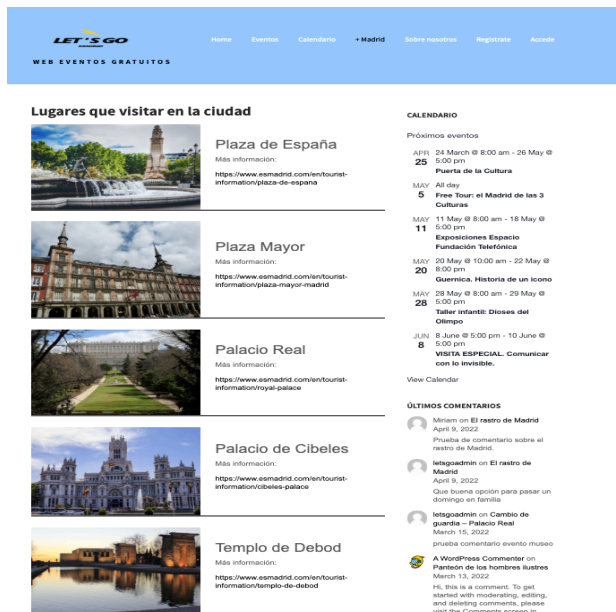 LET'S GO
MADRID
WEB EVENTOS GRATUITOS
Home
Eventos
Calendario
+ Madrid
Sobre nosotros
Regístrate
Accede
Lugares que visitar en la ciudad
Plaza de España
Más información:
https://www.esmadrid.com/en/tourist-
information/plaza-de-espana
Plaza Mayor
Más información:
https://www.esmadrid.com/en/tourist-
information/plaza-mayor-madrid
Palacio Real
Más información:
https://www.esmadrid.com/en/tourist-
information/royal-palace
Palacio de Cibeles
Más información:
https://www.esmadrid.com/en/tourist-
information/cibeles-palace
Templo de Debod
Más información:
https://www.esmadrid.com/en/tourist-
information/templo-de-debod
CALENDARIO
Próximos eventos
APR
25
24 March @ 8:00 am - 26 May @
5:00 pm
Puerta de la Cultura
MAY
5
All day
Free Tour: el Madrid de las 3
Culturas
MAY
11
11 May @ 8:00 am - 18 May @
5:00 pm
Exposiciones Espacio
Fundación Telefónica
MAY
20
20 May @ 10:00 am - 22 May @
8:00 pm
Guernica. Historia de un icono
MAY
28
28 May @ 8:00 am - 29 May @
5:00 pm
Taller infantil: Dioses del
Olimpo
JUN
8
8 June @ 5:00 pm - 10 June @
5:00 pm
VISITA ESPECIAL. Comunicar
con lo invisible.
View Calendar
ÚLTIMOS COMENTARIOS
Miriam on El rastro de Madrid
April 9, 2022
Prueba de comentario sobre el
rastro de Madrid.
letsgoadmin on El rastro de
Madrid
April 9, 2022
Que buena opción para pasar un
domingo en familia
letsgoadmin on Cambio de
guardia – Palacio Real
March 15, 2022
prueba comentario evento museo
A WordPress Commenter on
Panteón de los hombres ilustres
March 13, 2022
Hi, this is a comment. To get
started with moderating, editing,
and deleting comments, please
visit the Comments screen in